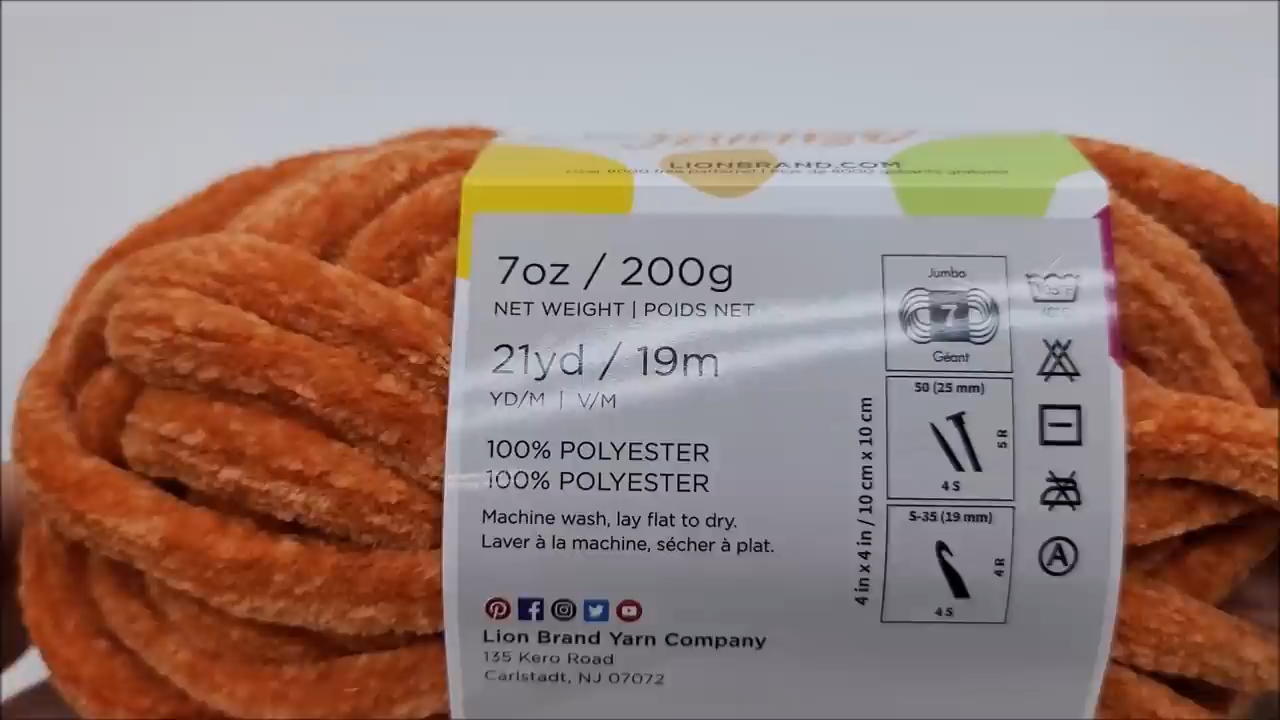 LIONBRAND.COM
7oz / 200g
NET WEIGHT | POIDS NET
21yd / 19m
YD/M | V/M
100% POLYESTER
100% POLYESTER
Machine wash, lay flat to dry.
Laver à la machine, sécher à plat.
Lion Brand Yarn Company
135 Kero Road
Carlstadt, NJ 07072
4 in x 4 in / 10 cm x 10 cm
Jumbo
7
Géant
50 (25 mm)
5 R
4 S
S-35 (19 mm)
4 R
4 S
A